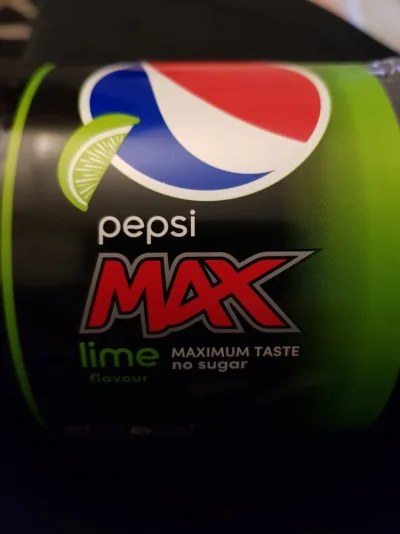 pepsi
MAX
lime MAXIMUM TASTE
flavour no sugar